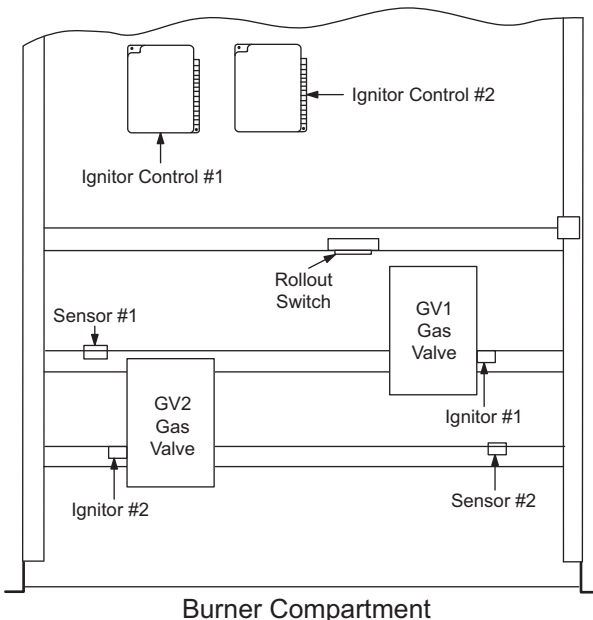 Ignitor Control #2
Ignitor Control #1
Rollout
Switch
GV1
Gas
Valve
Sensor #1
GV2
Gas
Valve
Ignitor #1
Ignitor #2
Sensor #2
Burner Compartment